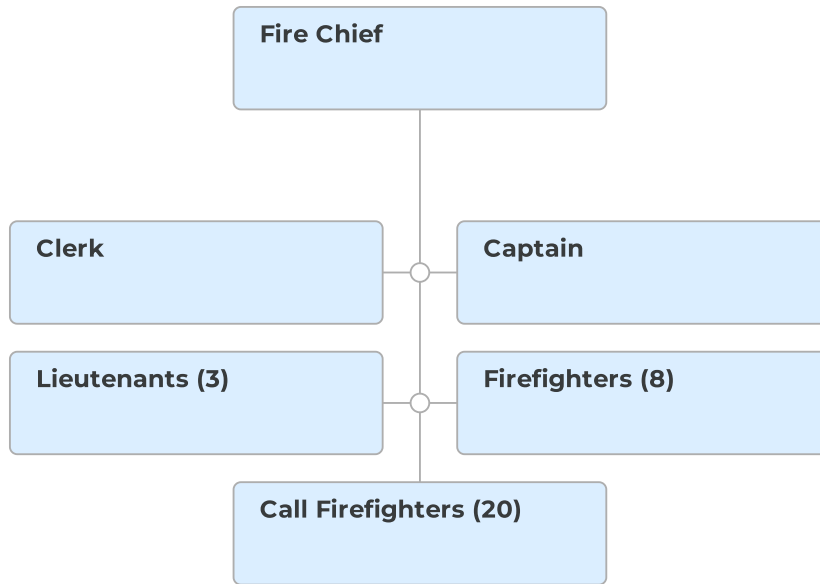 Fire Chief
Clerk
Captain
Lieutenants (3)
Firefighters (8)
Call Firefighters (20)